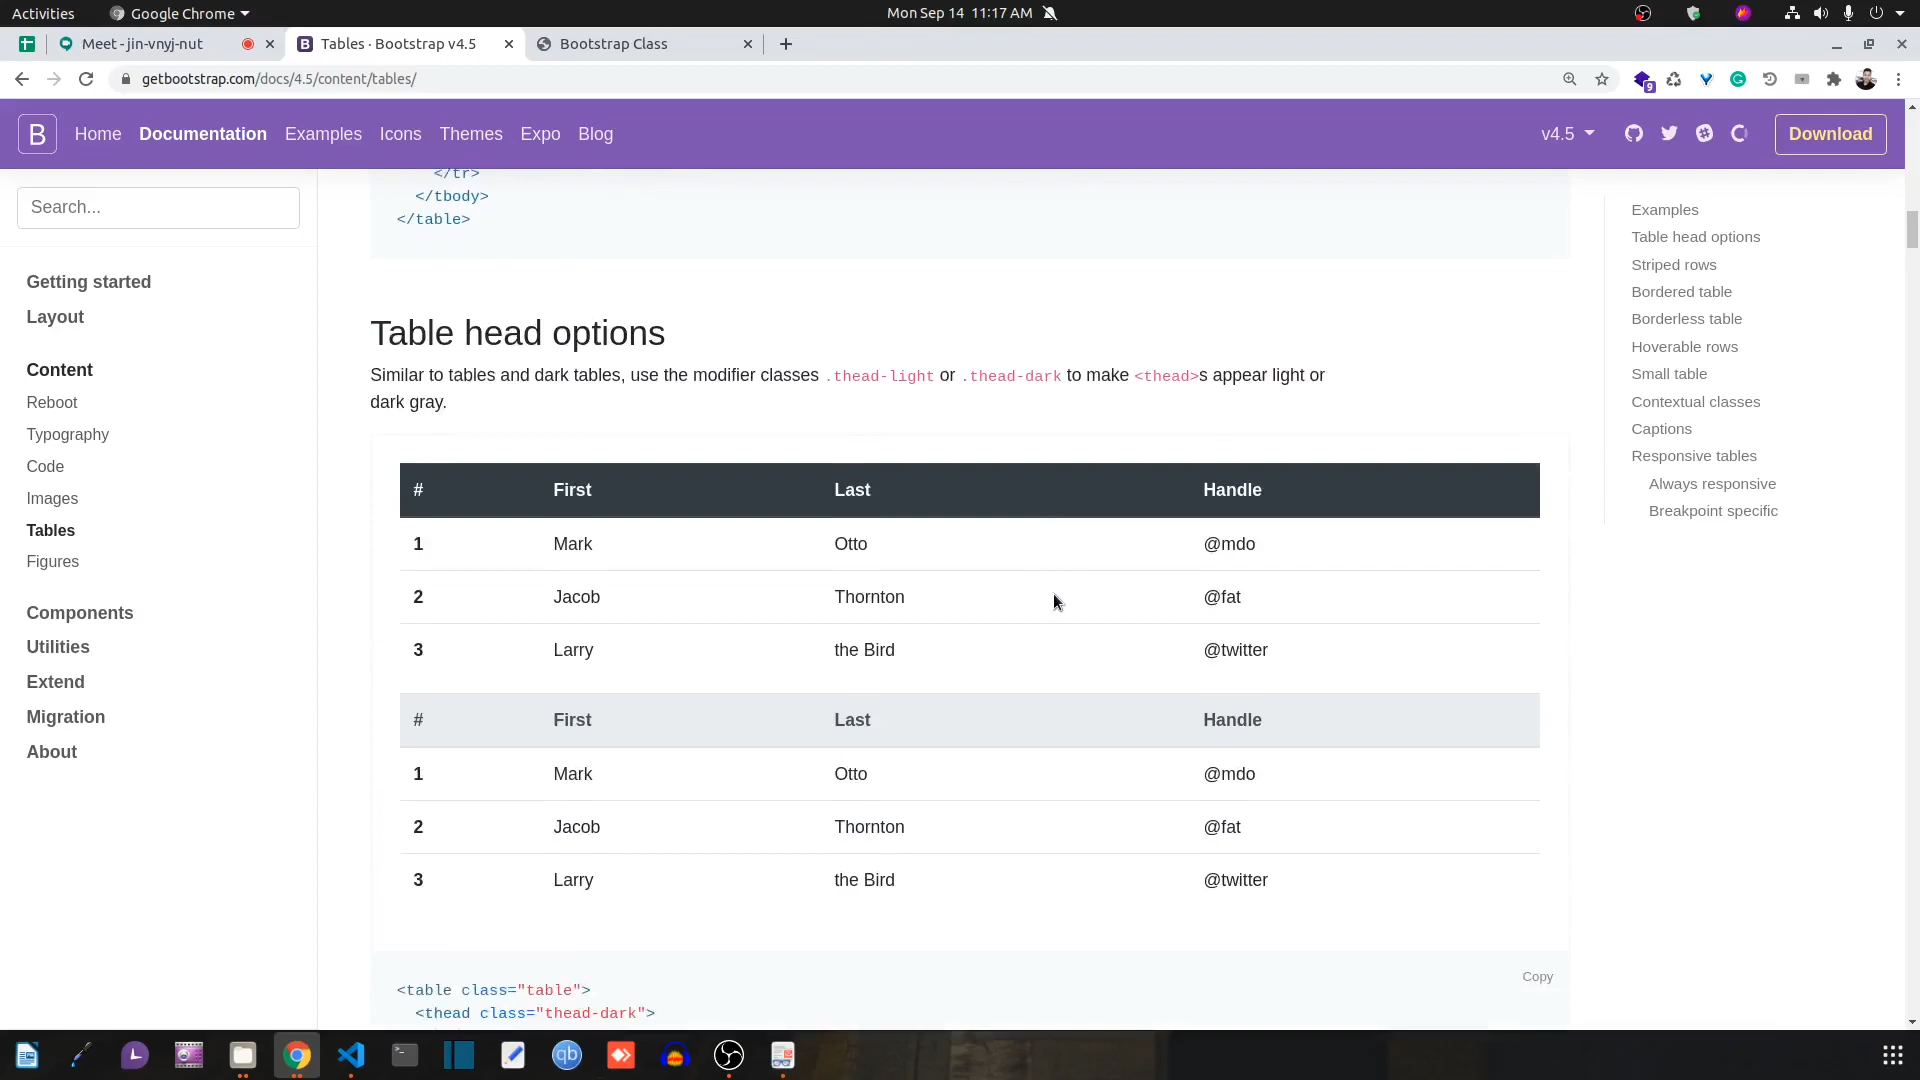 Activities
Google Chrome
Mon Sep 14 11:17 AM
Meet - jin-vnyj-nut
Tables · Bootstrap v4.5
Bootstrap Class
getbootstrap.com/docs/4.5/content/tables/
9
B
Home
Documentation
Examples
Icons
Themes
Expo
Blog
v4.5
Download
Search...
Getting started
Layout
Content
Reboot
Typography
Code
Images
Tables
Figures
Components
Utilities
Extend
Migration
About
</tr>
</tbody>
</table>
Table head options
Similar to tables and dark tables, use the modifier classes .thead-light or .thead-dark to make <thead>s appear light or
dark gray.
# First Last Handle
1 Mark Otto @mdo
2 Jacob Thornton @fat
3 Larry the Bird @twitter
# First Last Handle
1 Mark Otto @mdo
2 Jacob Thornton @fat
3 Larry the Bird @twitter
Copy
<table class="table">
<thead class="thead-dark">
Examples
Table head options
Striped rows
Bordered table
Borderless table
Hoverable rows
Small table
Contextual classes
Captions
Responsive tables
Always responsive
Breakpoint specific
qb